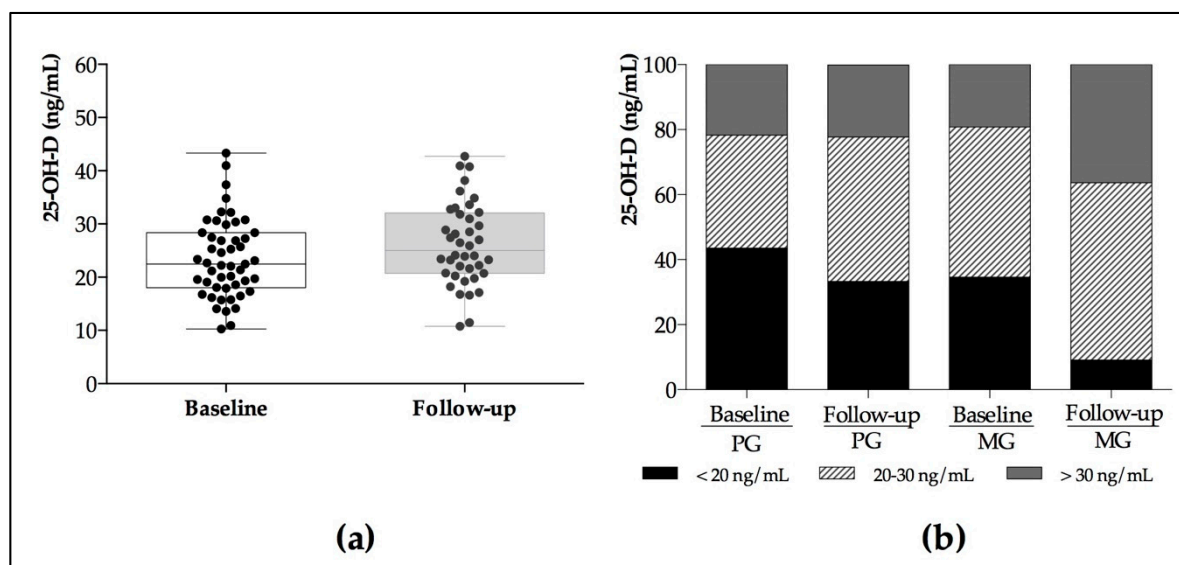 25-OH-D (ng/mL)
60
50
40
30
20
10
0
Baseline
Follow-up
(a)
25-OH-D (ng/mL)
100
80
60
40
20
0
Baseline Follow-up Baseline Follow-up
PG PG MG MG
< 20 ng/mL 20-30 ng/mL > 30 ng/mL
(b)